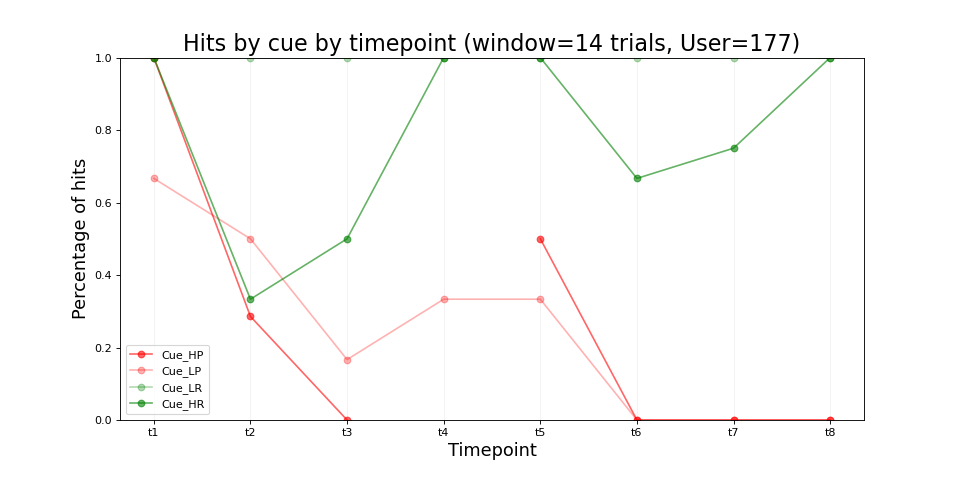 Hits by cue by timepoint (window=14 trials, User=177)
Percentage of hits
1.0
0.8
0.6
0.4
0.2
0.0
Cue_HP
Cue_LP
Cue_LR
Cue_HR
t1 t2 t3 t4 t5 t6 t7 t8
Timepoint